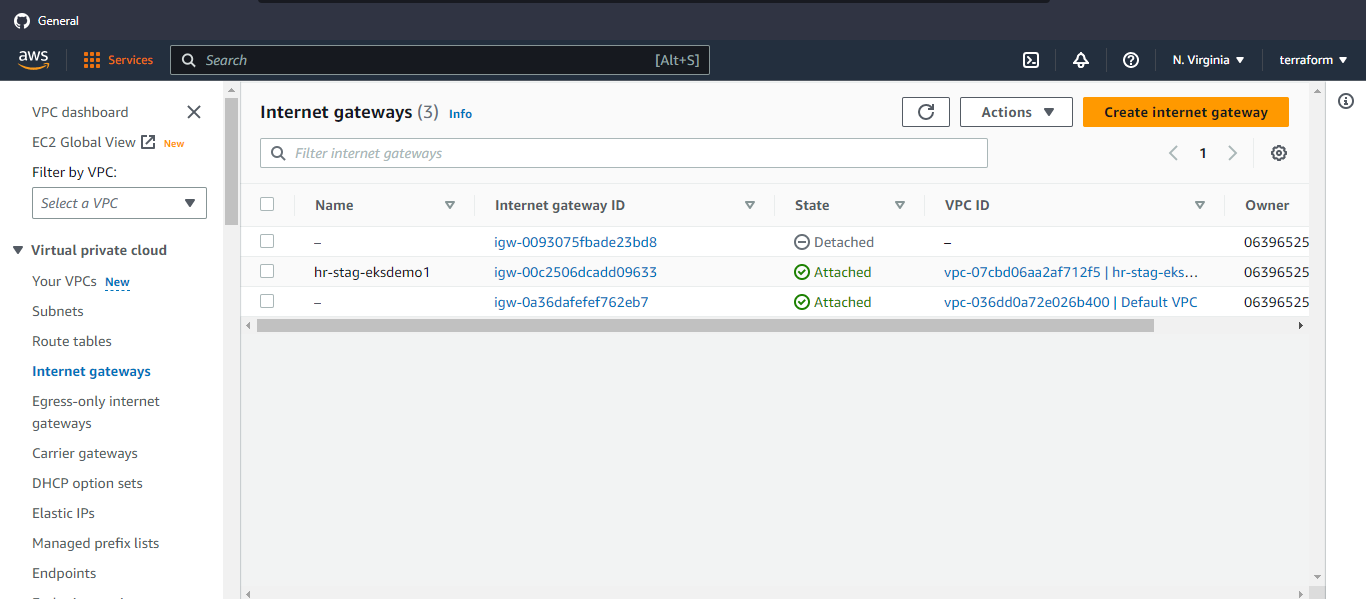 General
aws Services Search [Alt+S] N. Virginia terraform
VPC dashboard
EC2 Global View New
Filter by VPC:
Select a VPC
Virtual private cloud
Your VPCs New
Subnets
Route tables
Internet gateways
Egress-only internet
gateways
Carrier gateways
DHCP option sets
Elastic IPs
Managed prefix lists
Endpoints
Internet gateways (3) Info Actions Create internet gateway
Filter internet gateways 1
Name Internet gateway ID State VPC ID Owner
– igw-0093075fbade23bd8 Detached – 06396525
hr-stag-eksdemo1 igw-00c2506dcadd09633 Attached vpc-07cbd06aa2af712f5 | hr-stag-eks... 06396525
– igw-0a36dafefef762eb7 Attached vpc-036dd0a72e026b400 | Default VPC 06396525